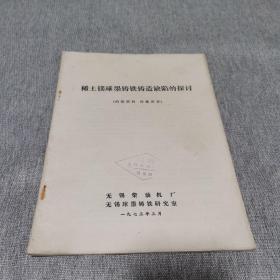 稀土镁球墨铸铁铸造缺陷的探讨
无锡柴油机厂
无锡球墨铸铁研究室
一九七三年三月